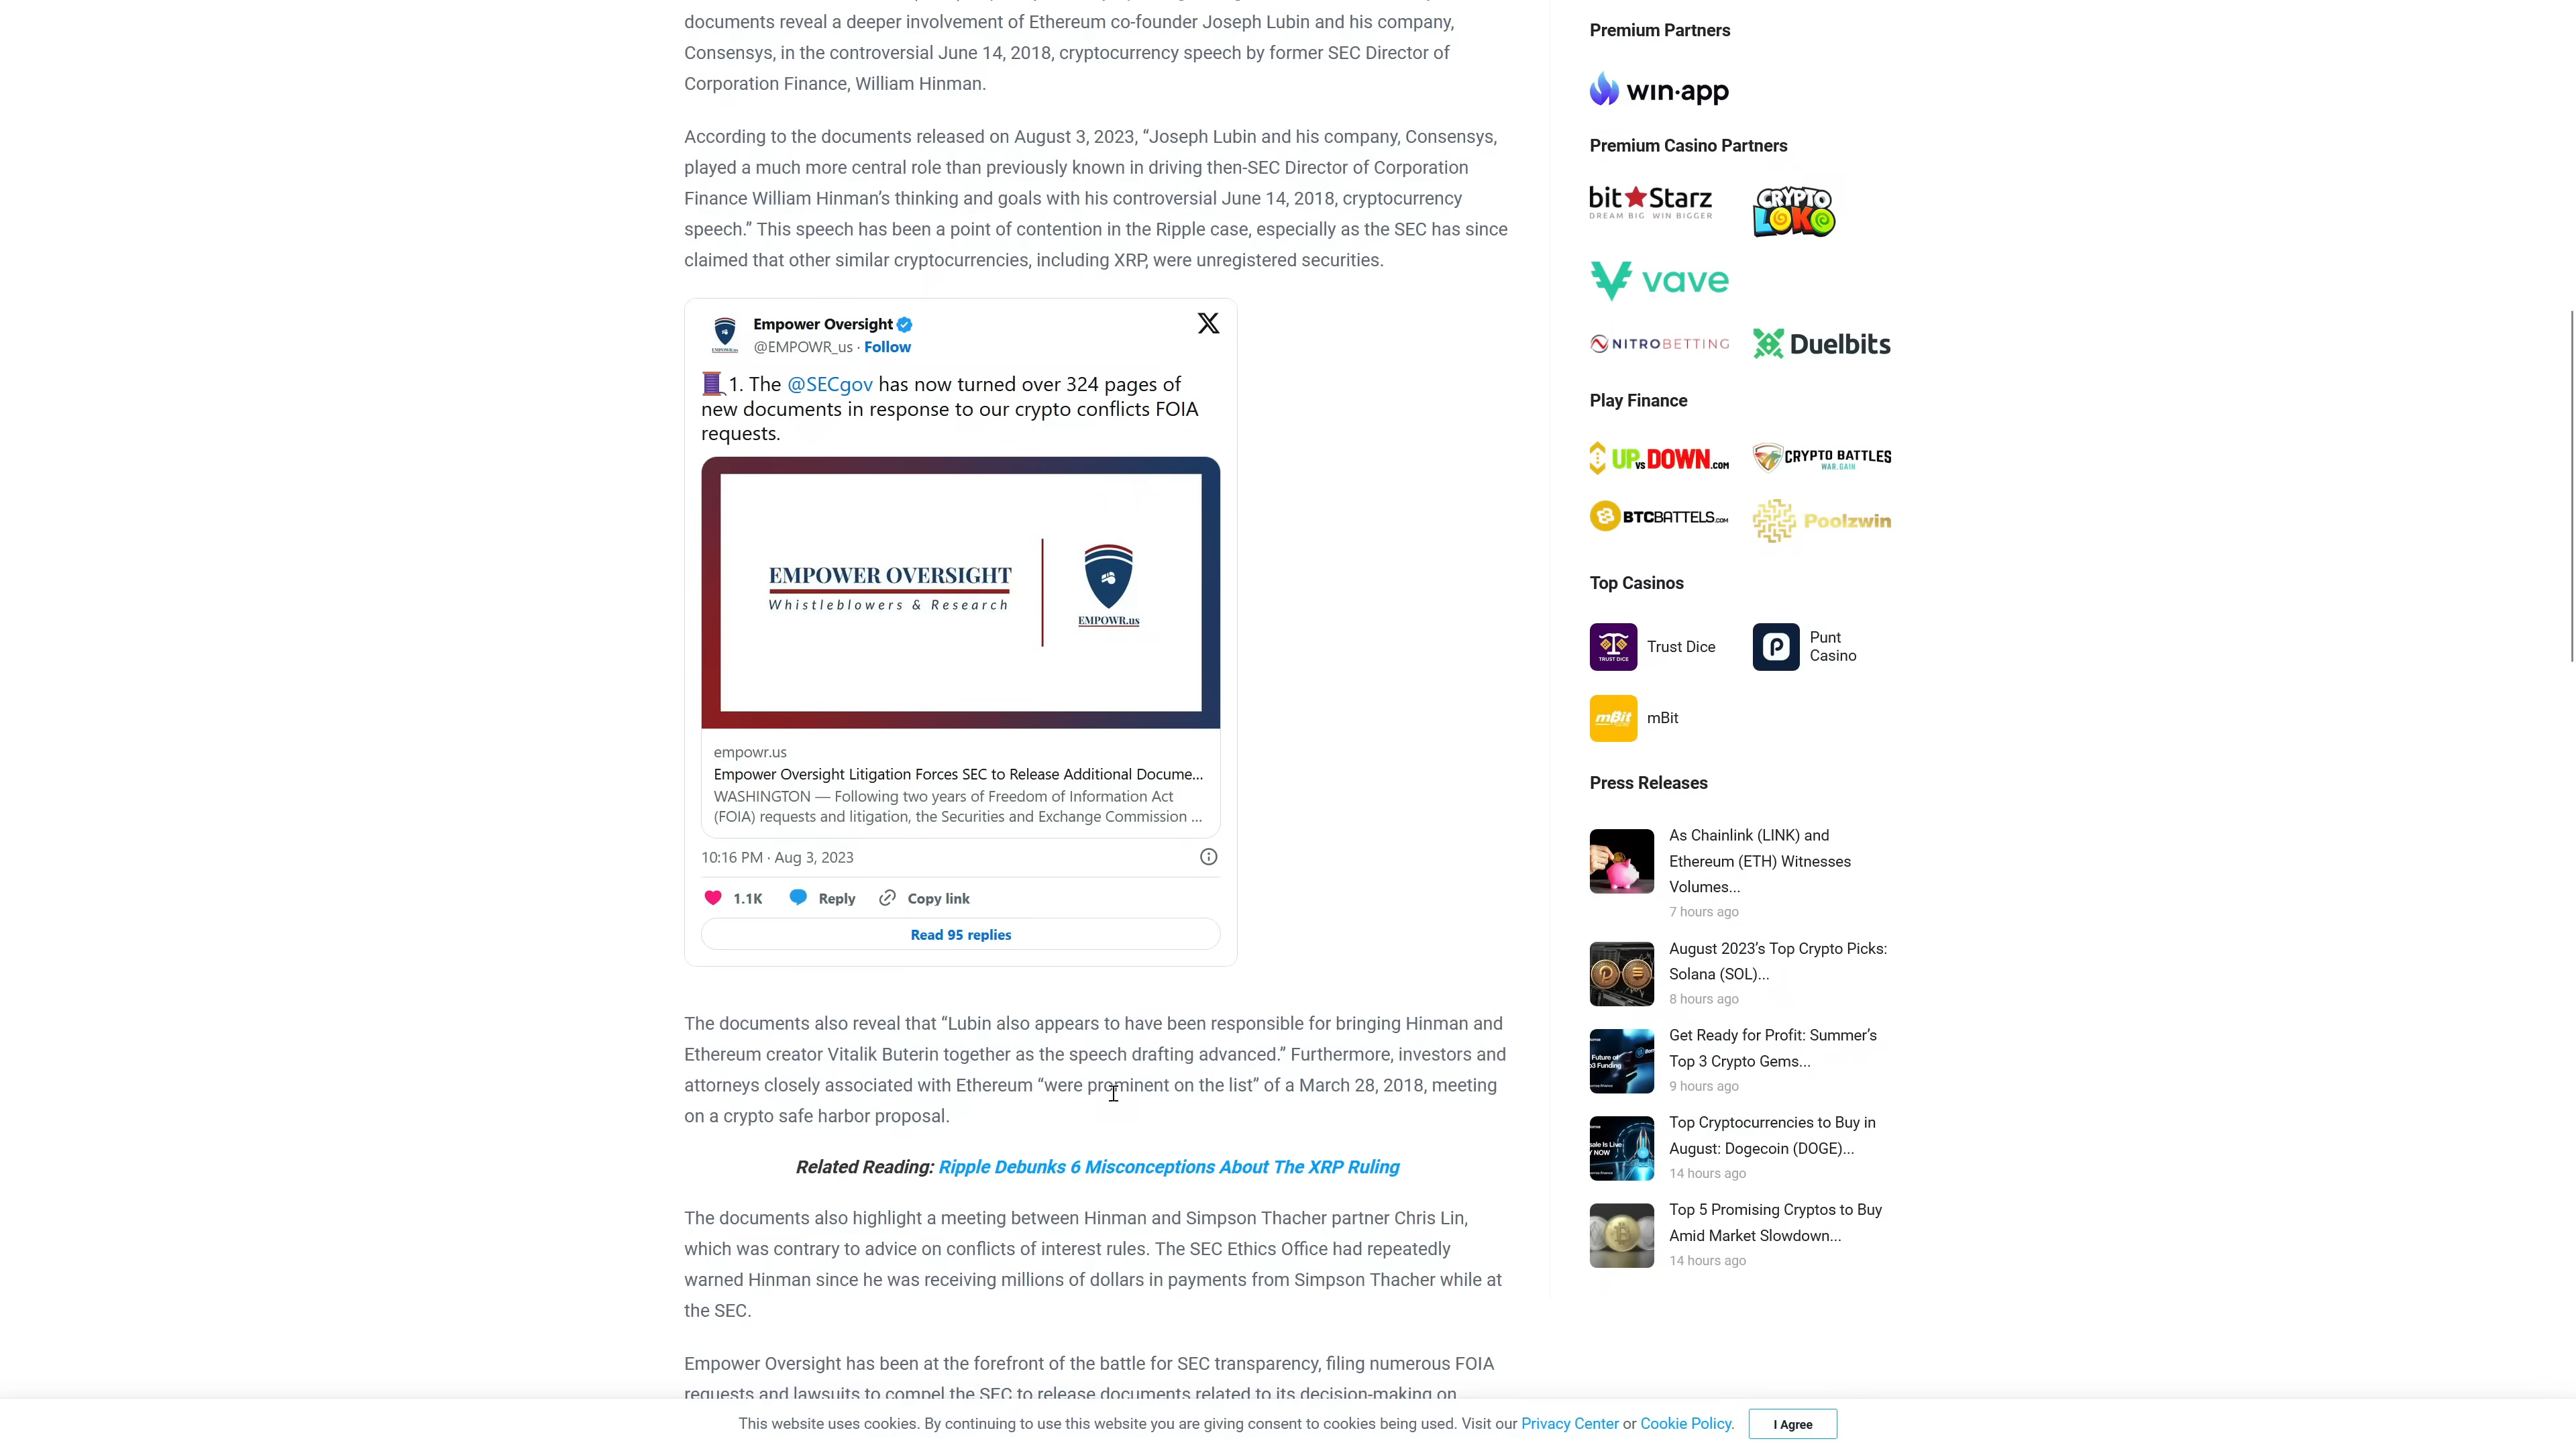 documents reveal a deeper involvement of Ethereum co-founder Joseph Lubin and his company,
Consensys, in the controversial June 14, 2018, cryptocurrency speech by former SEC Director of
Corporation Finance, William Hinman.
According to the documents released on August 3, 2023, “Joseph Lubin and his company, Consensys,
played a much more central role than previously known in driving then-SEC Director of Corporation
Finance William Hinman’s thinking and goals with his controversial June 14, 2018, cryptocurrency
speech.” This speech has been a point of contention in the Ripple case, especially as the SEC has since
claimed that other similar cryptocurrencies, including XRP, were unregistered securities.
Empower Oversight
@EMPOWR_us · Follow
1. The @SECgov has now turned over 324 pages of
new documents in response to our crypto conflicts FOIA
requests.
EMPOWER OVERSIGHT
Whistleblowers & Research
EMPOWR.us
empowr.us
Empower Oversight Litigation Forces SEC to Release Additional Docume...
WASHINGTON — Following two years of Freedom of Information Act
(FOIA) requests and litigation, the Securities and Exchange Commission ...
10:16 PM · Aug 3, 2023
1.1K Reply Copy link
Read 95 replies
The documents also reveal that “Lubin also appears to have been responsible for bringing Hinman and
Ethereum creator Vitalik Buterin together as the speech drafting advanced.” Furthermore, investors and
attorneys closely associated with Ethereum “were prominent on the list” of a March 28, 2018, meeting
on a crypto safe harbor proposal.
Related Reading: Ripple Debunks 6 Misconceptions About The XRP Ruling
The documents also highlight a meeting between Hinman and Simpson Thacher partner Chris Lin,
which was contrary to advice on conflicts of interest rules. The SEC Ethics Office had repeatedly
warned Hinman since he was receiving millions of dollars in payments from Simpson Thacher while at
the SEC.
Empower Oversight has been at the forefront of the battle for SEC transparency, filing numerous FOIA
requests and lawsuits to compel the SEC to release documents related to its decision-making on
Premium Partners
win·app
Premium Casino Partners
bit Starz
DREAM BIG WIN BIGGER
CRYPTO
LOKO
vave
NITROBETTING
Duelbits
Play Finance
UP vs DOWN.com
CRYPTO BATTLES
WAR.GAIN
BTCBATTELS.COM
Poolzwin
Top Casinos
TRUST DICE
Trust Dice
Punt
Casino
mBit
mBit
Press Releases
As Chainlink (LINK) and
Ethereum (ETH) Witnesses
Volumes...
7 hours ago
August 2023’s Top Crypto Picks:
Solana (SOL)...
8 hours ago
Get Ready for Profit: Summer’s
Top 3 Crypto Gems...
9 hours ago
Top Cryptocurrencies to Buy in
August: Dogecoin (DOGE)...
14 hours ago
Top 5 Promising Cryptos to Buy
Amid Market Slowdown...
14 hours ago
This website uses cookies. By continuing to use this website you are giving consent to cookies being used. Visit our Privacy Center or Cookie Policy.
I Agree